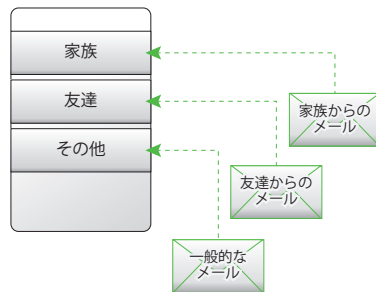 家族
友達
その他
家族からの
メール
友達からの
メール
一般的な
メール